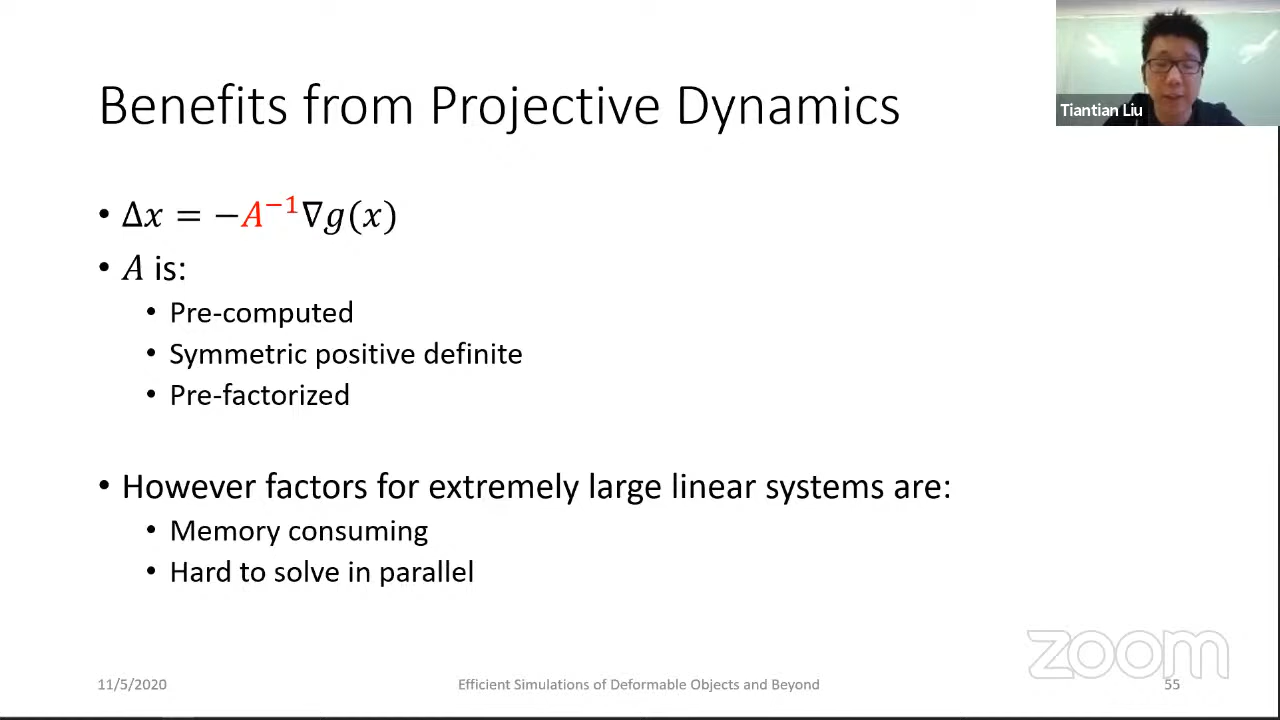 Benefits from Projective Dynamics
Tiantian Liu
• Δx = −A⁻¹∇g(x)
• A is:
• Pre-computed
• Symmetric positive definite
• Pre-factorized
• However factors for extremely large linear systems are:
• Memory consuming
• Hard to solve in parallel
zoom
11/5/2020
Efficient Simulations of Deformable Objects and Beyond
55